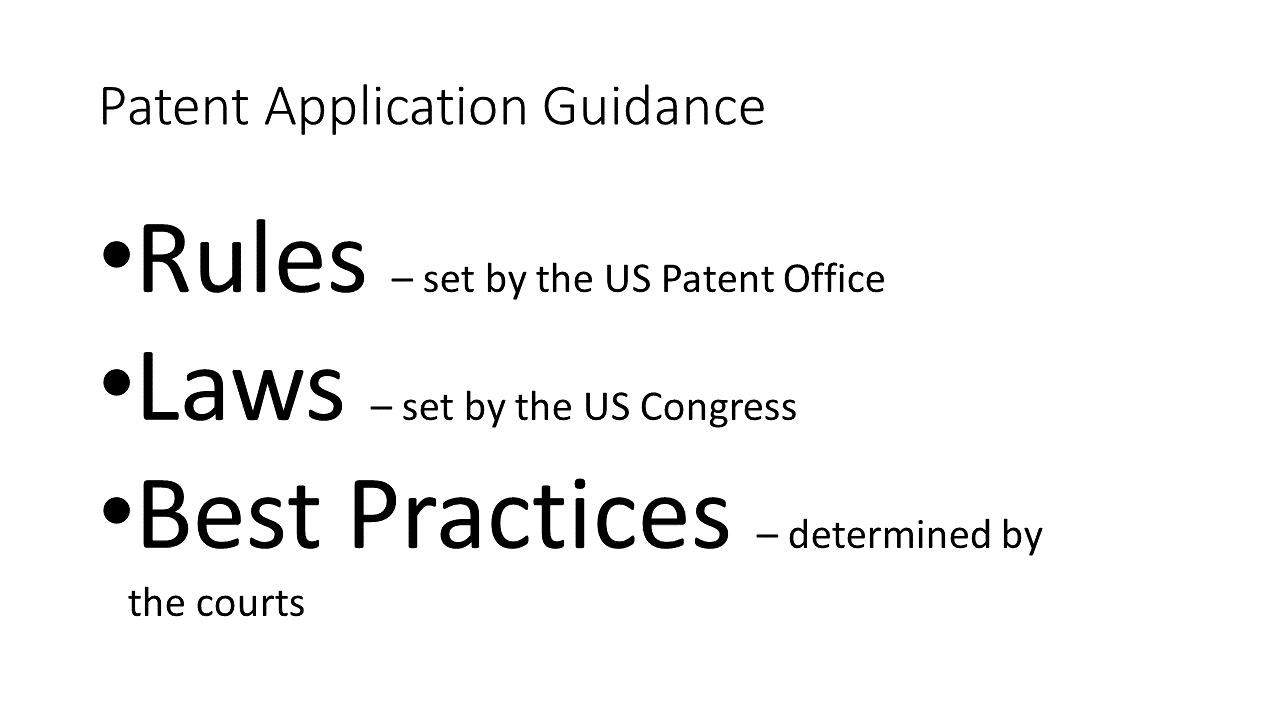 Patent Application Guidance
•Rules – set by the US Patent Office
•Laws – set by the US Congress
•Best Practices – determined by
the courts